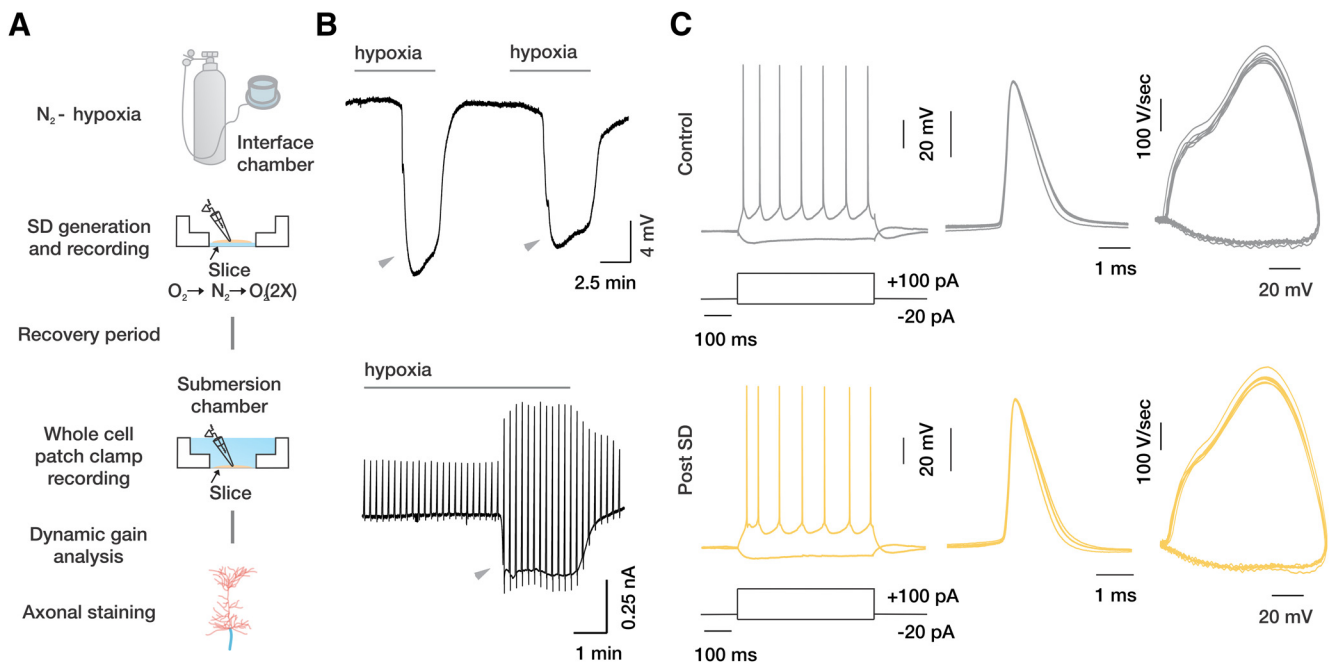 A
N2 - hypoxia
Interface
chamber
SD generation
and recording
Slice
O2 → N2 → O2(2X)
Recovery period
Submersion
chamber
Whole cell
patch clamp
recording
Slice
Dynamic gain
analysis
Axonal staining
B
hypoxia
hypoxia
4 mV
2.5 min
hypoxia
0.25 nA
1 min
C
Control
20 mV
100 V/sec
1 ms
20 mV
+100 pA
-20 pA
100 ms
Post SD
20 mV
100 V/sec
1 ms
20 mV
+100 pA
-20 pA
100 ms